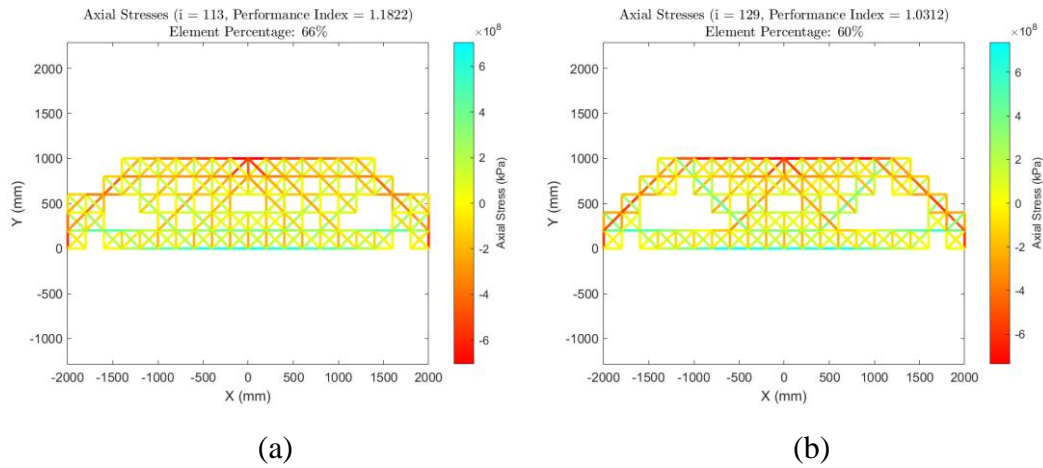 Axial Stresses (i = 113, Performance Index = 1.1822)
Element Percentage: 66%
×10⁸
2000
1500
1000
500
0
-500
-1000
Y (mm)
-2000 -1500 -1000 -500 0 500 1000 1500 2000
X (mm)
6
4
2
0
-2
-4
-6
Axial Stress (kPa)
(a)
Axial Stresses (i = 129, Performance Index = 1.0312)
Element Percentage: 60%
×10⁸
2000
1500
1000
500
0
-500
-1000
Y (mm)
-2000 -1500 -1000 -500 0 500 1000 1500 2000
X (mm)
6
4
2
0
-2
-4
-6
Axial Stress (kPa)
(b)